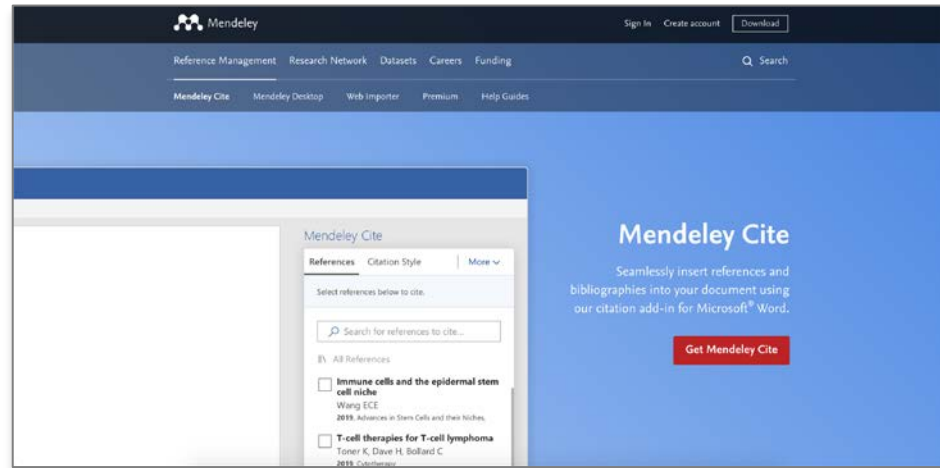 Mendeley
Sign In Create account Download
Reference Management Research Network Datasets Careers Funding Search
Mendeley Cite Mendeley Desktop Web Importer Premium Help Guides
Mendeley Cite
References Citation Style More
Select references below to cite.
Search for references to cite...
All References
Immune cells and the epidermal stem
cell niche
Wang ECE
2019, Advances in Stem Cells and their Niches,
T-cell therapies for T-cell lymphoma
Toner K, Dave H, Bollard C
2019, Cytotherapy
Mendeley Cite
Seamlessly insert references and
bibliographies into your document using
our citation add-in for Microsoft® Word.
Get Mendeley Cite